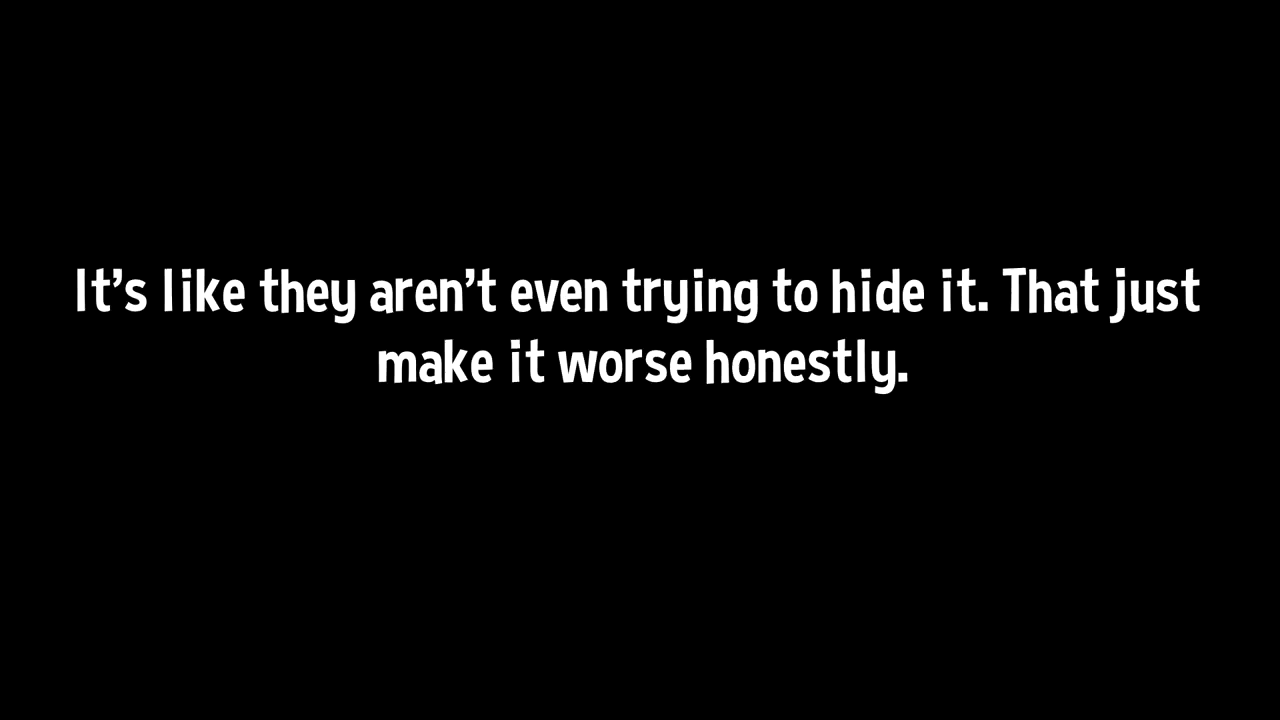 It’s like they aren’t even trying to hide it. That just
make it worse honestly.